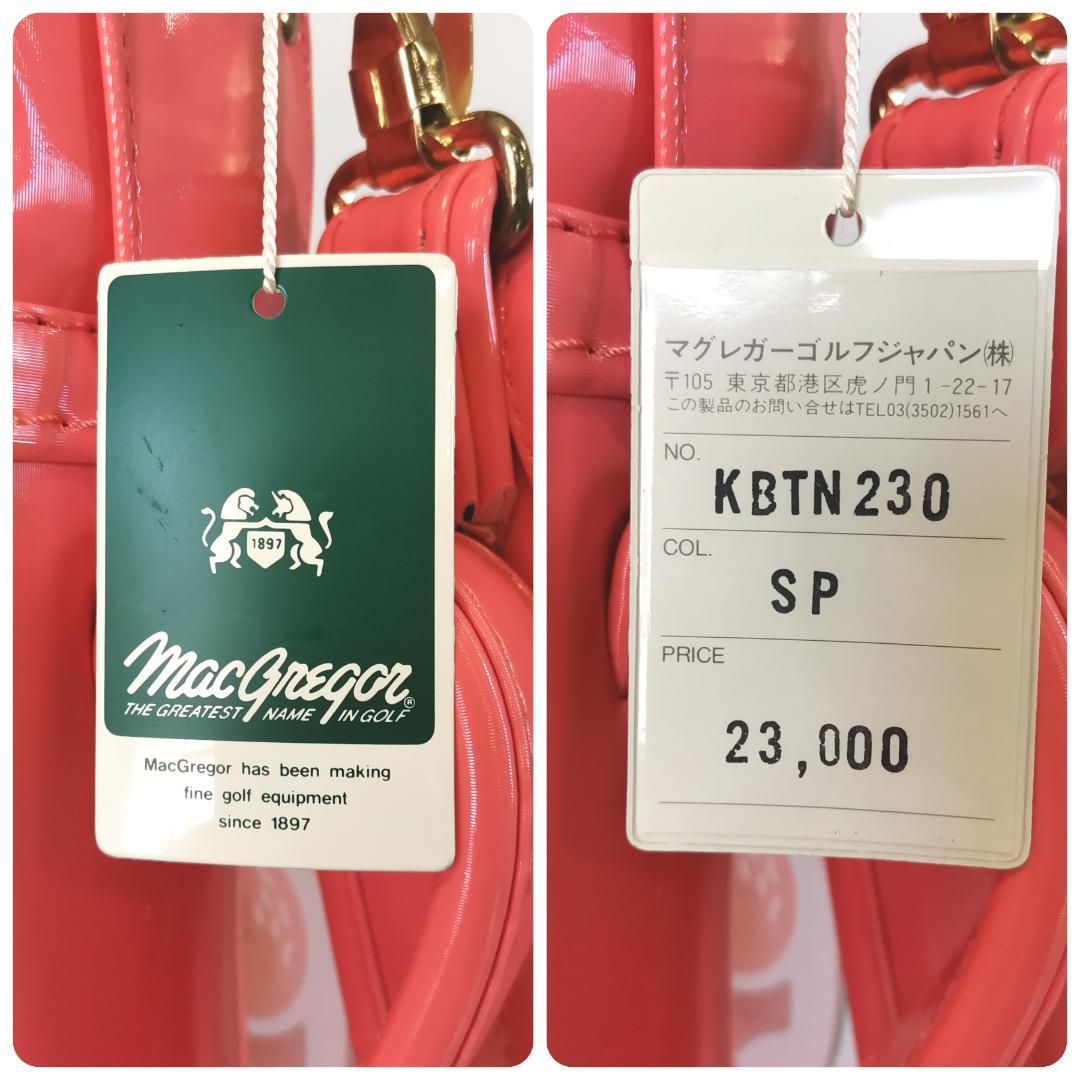 1897
MacGregor®
THE GREATEST NAME IN GOLF
MacGregor has been making
fine golf equipment
since 1897
マグレガーゴルフジャパン㈱
〒105 東京都港区虎ノ門1-22-17
この製品のお問い合せはTEL03(3502)1561へ
NO.
KBTN230
COL.
SP
PRICE
23,000